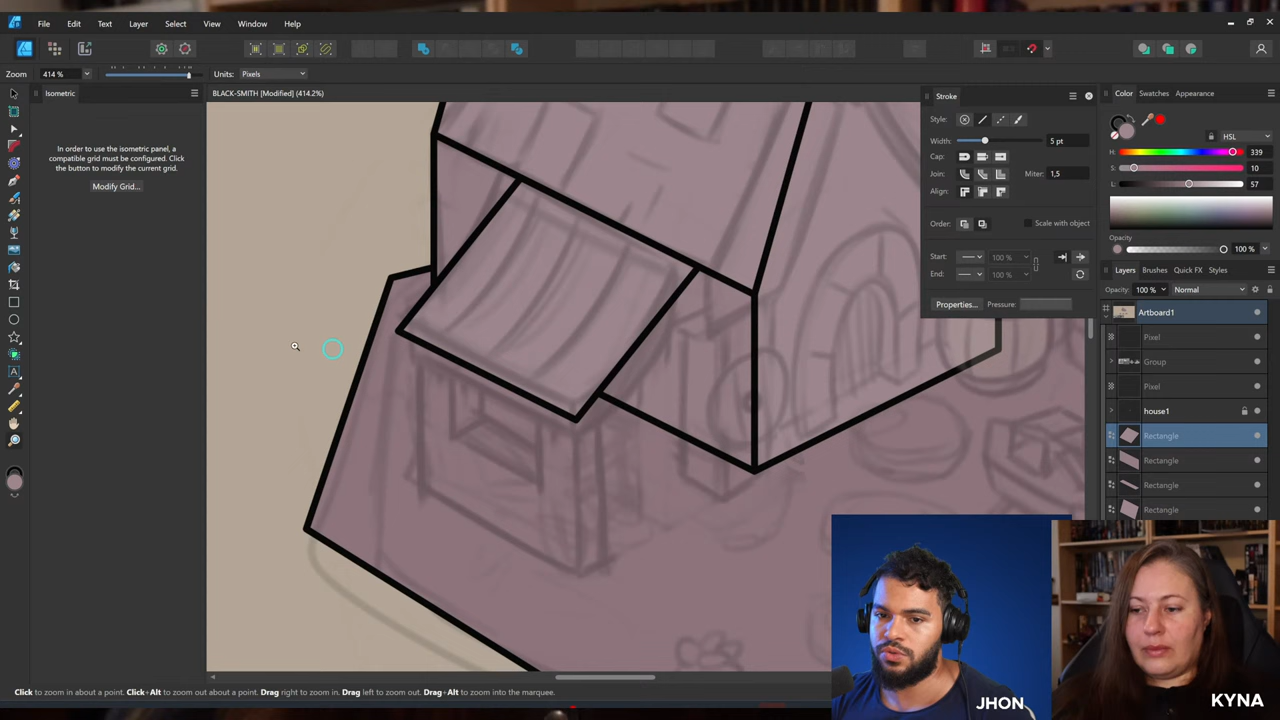 File Edit Text Layer Select View Window Help
Zoom 414 % Units: Pixels
Isometric
In order to use the isometric panel, a
compatible grid must be configured. Click
the button to modify the current grid.
Modify Grid...
BLACK-SMITH [Modified] (414.2%)
Stroke
Style:
Width: 5 pt
Cap:
Join: Miter: 1,5
Align:
Order: Scale with object
Start: 100 %
End: 100 %
Properties... Pressure:
Color Swatches Appearance
HSL
H: 339
S: 10
L: 57
Opacity
100 %
Layers Brushes Quick FX Styles
Opacity: 100 % Normal
Artboard1
Pixel
Group
Pixel
house1
Rectangle
Rectangle
Rectangle
Rectangle
Click to zoom in about a point. Click+Alt to zoom out about a point. Drag right to zoom in. Drag left to zoom out. Drag+Alt to zoom into the marquee.
JHON
KYNA